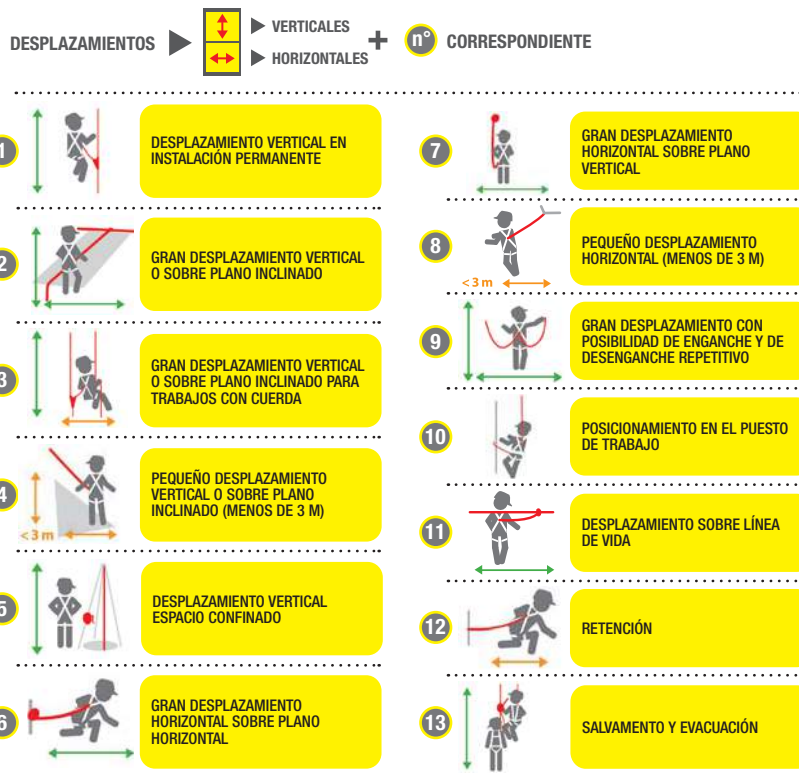 DESPLAZAMIENTOS
VERTICALES
HORIZONTALES
+
n° CORRESPONDIENTE
1
DESPLAZAMIENTO VERTICAL EN
INSTALACIÓN PERMANENTE
2
GRAN DESPLAZAMIENTO VERTICAL
O SOBRE PLANO INCLINADO
3
GRAN DESPLAZAMIENTO VERTICAL
O SOBRE PLANO INCLINADO PARA
TRABAJOS CON CUERDA
4
<3 m
PEQUEÑO DESPLAZAMIENTO
VERTICAL O SOBRE PLANO
INCLINADO (MENOS DE 3 M)
5
DESPLAZAMIENTO VERTICAL
ESPACIO CONFINADO
6
GRAN DESPLAZAMIENTO
HORIZONTAL SOBRE PLANO
HORIZONTAL
7
GRAN DESPLAZAMIENTO
HORIZONTAL SOBRE PLANO
VERTICAL
8
<3 m
PEQUEÑO DESPLAZAMIENTO
HORIZONTAL (MENOS DE 3 M)
9
GRAN DESPLAZAMIENTO CON
POSIBILIDAD DE ENGANCHE Y DE
DESENGANCHE REPETITIVO
10
POSICIONAMIENTO EN EL PUESTO
DE TRABAJO
11
DESPLAZAMIENTO SOBRE LÍNEA
DE VIDA
12
RETENCIÓN
13
SALVAMENTO Y EVACUACIÓN